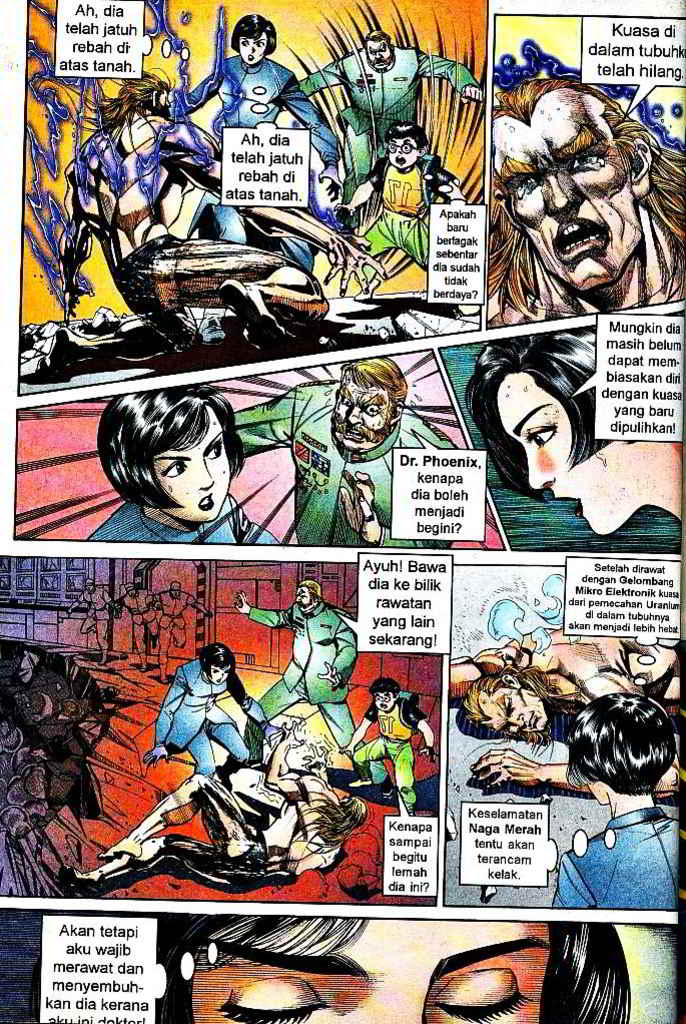 Ah, dia
telah jatuh
rebah di
atas tanah.
Ah, dia
telah jatuh
rebah di
atas tanah.
Apakah
baru
bertagak
sebentar
dia sudah
tidak
berdaya?
Kuasa di
dalam tubuhk
telah hilang.
Dr. Phoenix,
kenapa
dia boleh
menjadi
begini?
Mungkin dia
masih belum
dapat mem-
biasakan diri
dengan kuasa
yang baru
dipulihkan!
Ayuh! Bawa
dia ke bilik
rawatan
yang lain
sekarang!
Kenapa
sampai
begitu
lemah
dia ini?
Setelah dirawat
dengan Gelombang
Mikro Elektronik kuasa
dari pemecahan Uranium
di dalam tubuhnya
akan menjadi lebih hebat.
Keselamatan
Naga Merah
tentu akan
terancam
kelak.
Akan tetapi
aku wajib
merawat dan
menyembuh-
kan dia kerana
aku ini doktor!